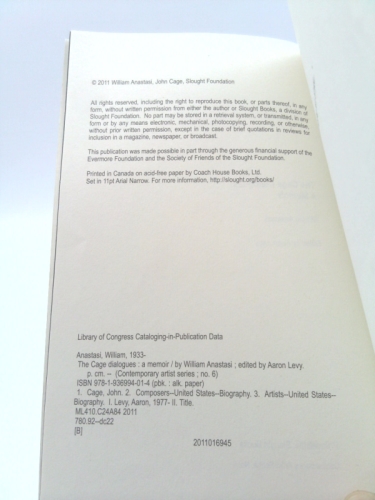 © 2011 William Anastasi, John Cage, Slought Foundation
All rights reserved, including the right to reproduce this book, or parts thereof, in any
form, without written permission from either the author or Slought Books, a division of
Slought Foundation. No part may be stored in a retrieval system, or transmitted, in any
form or by any means electronic, mechanical, photocopying, recording, or otherwise,
without prior written permission, except in the case of brief quotations in reviews for
inclusion in a magazine, newspaper, or broadcast.
This publication was made possible in part through the generous financial support of the
Evermore Foundation and the Society of Friends of the Slought Foundation.
Printed in Canada on acid-free paper by Coach House Books, Ltd.
Set in 11pt Arial Narrow. For more information, http://slought.org/books/
Library of Congress Cataloging-in-Publication Data
Anastasi, William, 1933-
The Cage dialogues : a memoir / by William Anastasi ; edited by Aaron Levy.
p. cm. -- (Contemporary artist series ; no. 6)
ISBN 978-1-936994-01-4 (pbk. : alk. paper)
1. Cage, John. 2. Composers--United States--Biography. 3. Artists--United States--
Biography. I. Levy, Aaron, 1977- II. Title.
ML410.C24A84 2011
780.92--dc22
[B]
2011016945